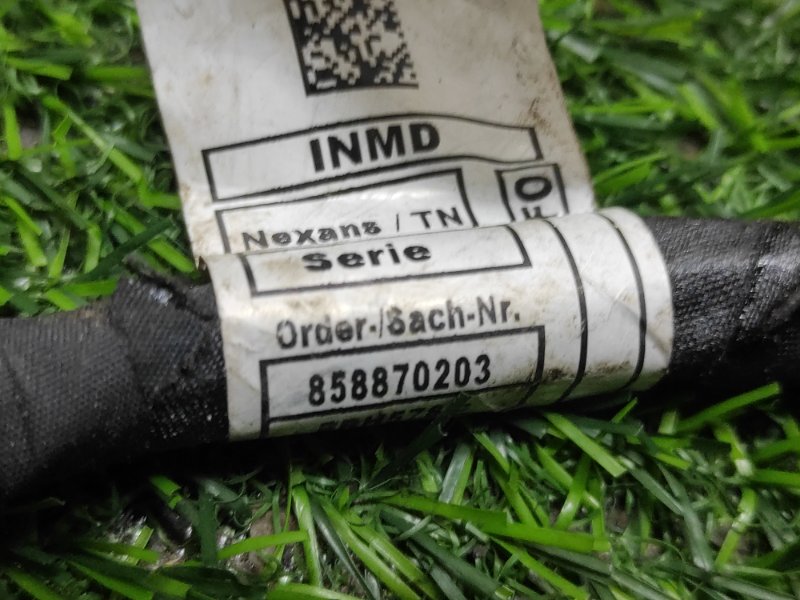 INMD
Nexans / TN
Serie
Order-/Sach-Nr.
858870203